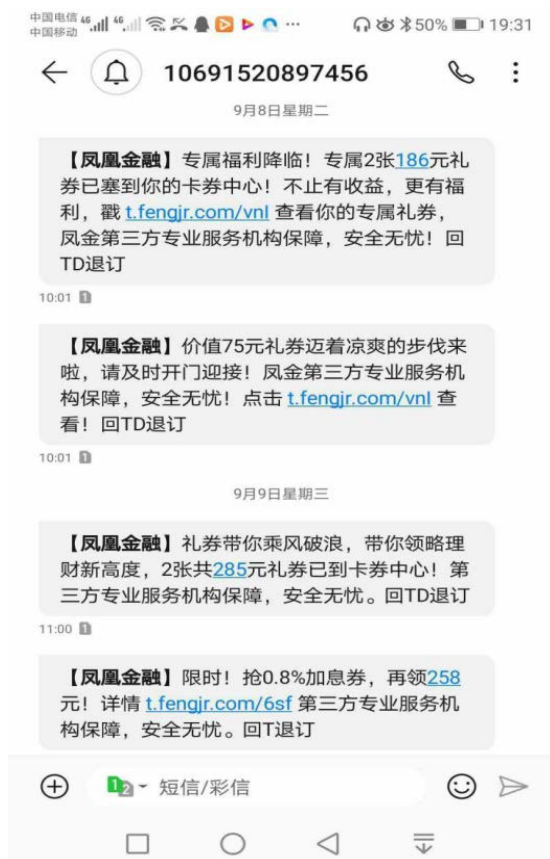 中国电信
中国移动
46
46
50%
19:31
10691520897456
9月8日星期二
【凤凰金融】专属福利降临！专属2张186元礼
券已塞到你的卡券中心！不止有收益，更有福
利，戳 t.fengjr.com/vnl 查看你的专属礼券，
凤金第三方专业服务机构保障，安全无忧！回
TD退订
10:01 1
【凤凰金融】价值75元礼券迈着凉爽的步伐来
啦，请及时开门迎接！凤金第三方专业服务机
构保障，安全无忧！点击 t.fengjr.com/vnl 查
看！回TD退订
10:01 1
9月9日星期三
【凤凰金融】礼券带你乘风破浪，带你领略理
财新高度，2张共285元礼券已到卡券中心！第
三方专业服务机构保障，安全无忧。回TD退订
11:00 1
【凤凰金融】限时！抢0.8%加息券，再领258
元！详情 t.fengjr.com/6sf 第三方专业服务机
构保障，安全无忧。回T退订
12 短信/彩信